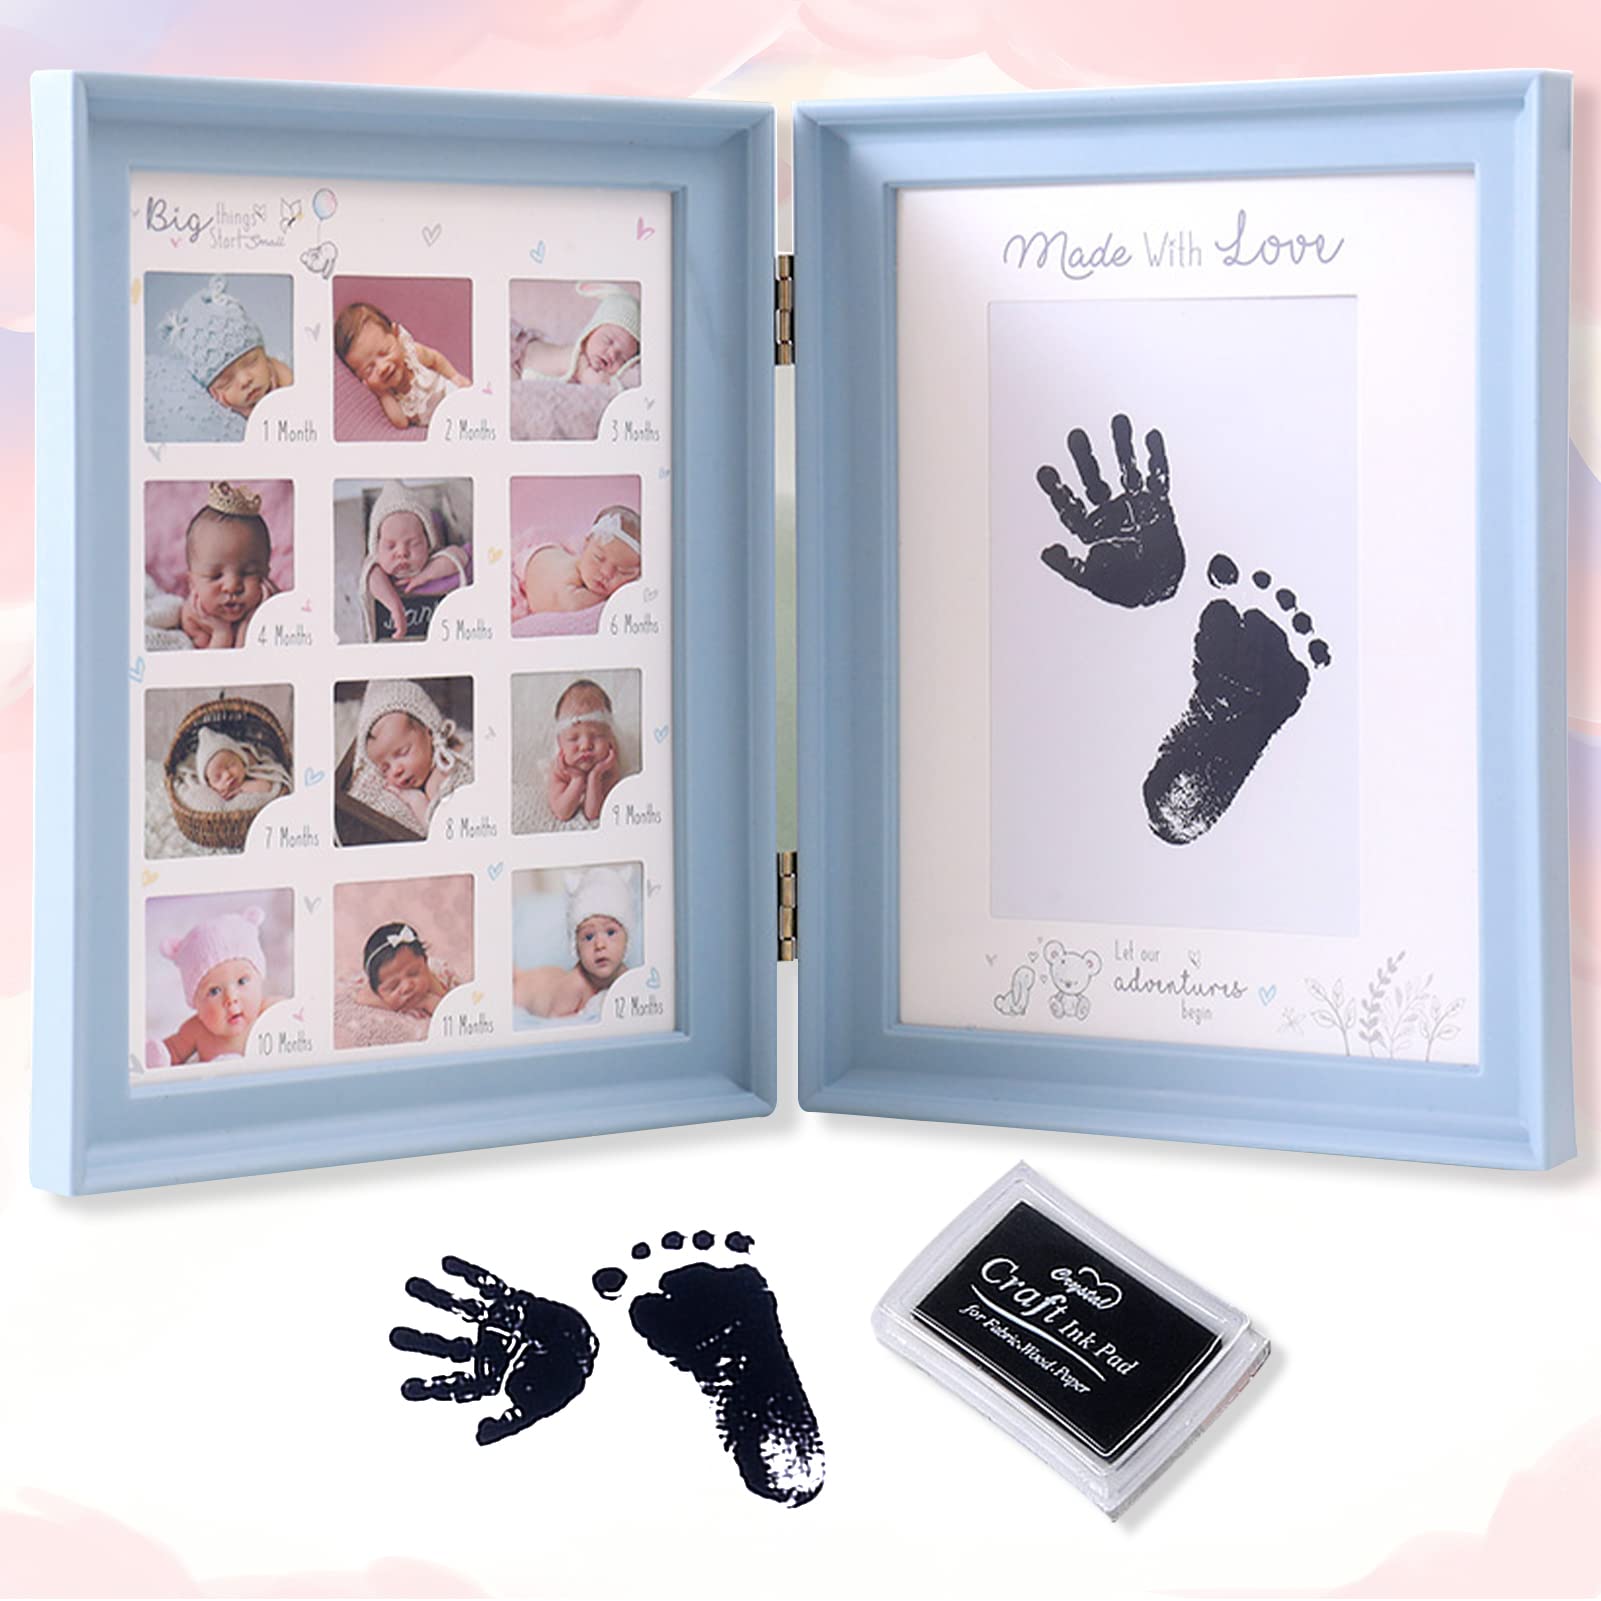 Big things
Start Small
1 Month
2 Months
3 Months
4 Months
5 Months
6 Months
7 Months
8 Months
9 Months
10 Months
11 Months
12 Months
Made With Love
Let our
adventures
begin
Crystal
Craft Ink Pad
for Fabric·Wood·Paper